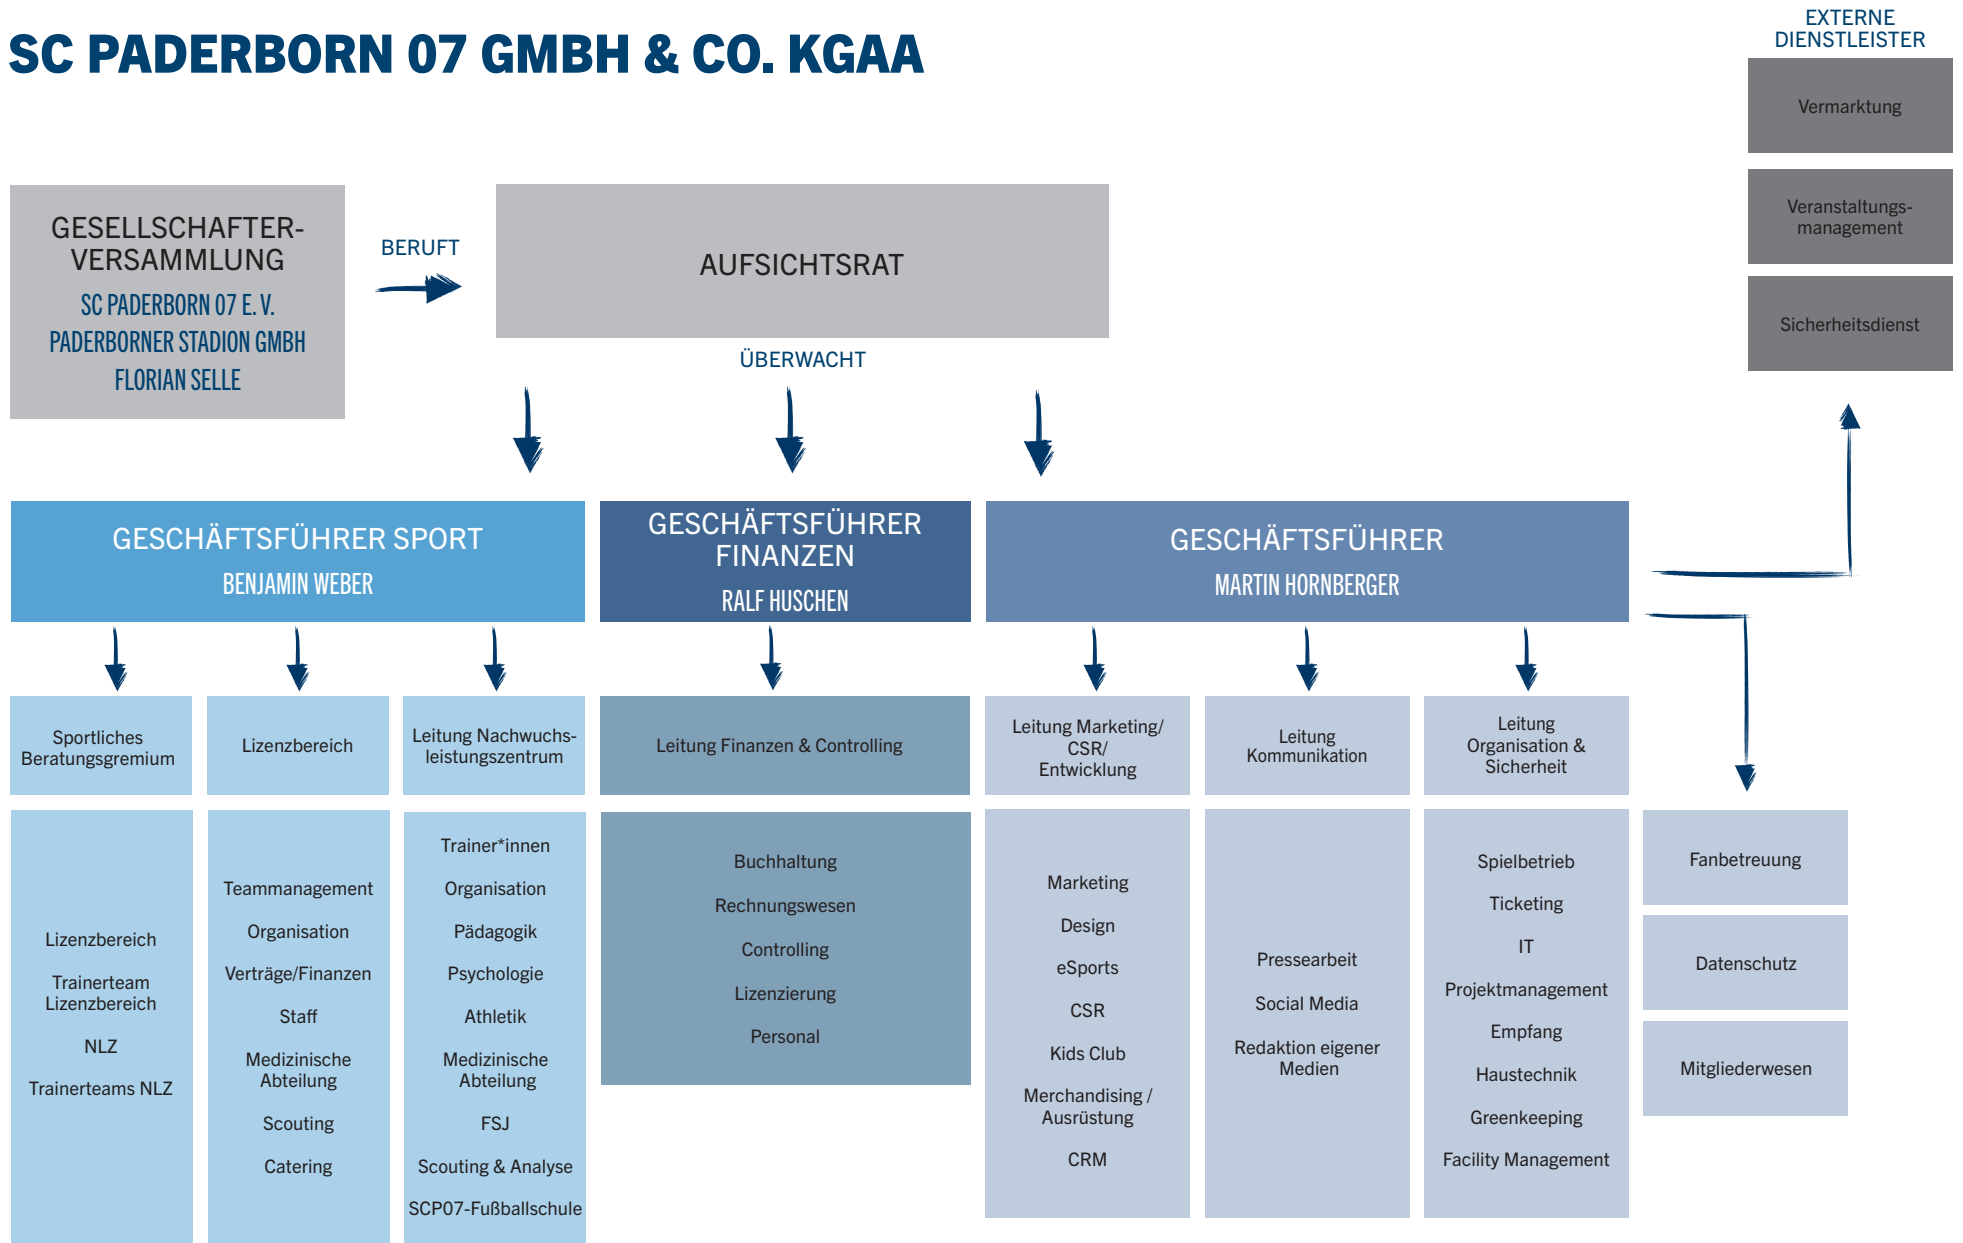 SC PADERBORN 07 GMBH & CO. KGAA
EXTERNE
DIENSTLEISTER
Vermarktung
Veranstaltungs-
management
Sicherheitsdienst
GESELLSCHAFTER-
VERSAMMLUNG
SC PADERBORN 07 E. V.
PADERBORNER STADION GMBH
FLORIAN SELLE
BERUFT
AUFSICHTSRAT
ÜBERWACHT
GESCHÄFTSFÜHRER SPORT
BENJAMIN WEBER
GESCHÄFTSFÜHRER
FINANZEN
RALF HUSCHEN
GESCHÄFTSFÜHRER
MARTIN HORNBERGER
Sportliches
Beratungsgremium
Lizenzbereich
Leitung Nachwuchs-
leistungszentrum
Leitung Finanzen & Controlling
Leitung Marketing/
CSR/
Entwicklung
Leitung
Kommunikation
Leitung
Organisation &
Sicherheit
Lizenzbereich
Trainerteam
Lizenzbereich
NLZ
Trainerteams NLZ
Teammanagement
Organisation
Verträge/Finanzen
Staff
Medizinische
Abteilung
Scouting
Catering
Trainer*innen
Organisation
Pädagogik
Psychologie
Athletik
Medizinische
Abteilung
FSJ
Scouting & Analyse
SCP07-Fußballschule
Buchhaltung
Rechnungswesen
Controlling
Lizenzierung
Personal
Marketing
Design
eSports
CSR
Kids Club
Merchandising /
Ausrüstung
CRM
Pressearbeit
Social Media
Redaktion eigener
Medien
Spielbetrieb
Ticketing
IT
Projektmanagement
Empfang
Haustechnik
Greenkeeping
Facility Management
Fanbetreuung
Datenschutz
Mitgliederwesen